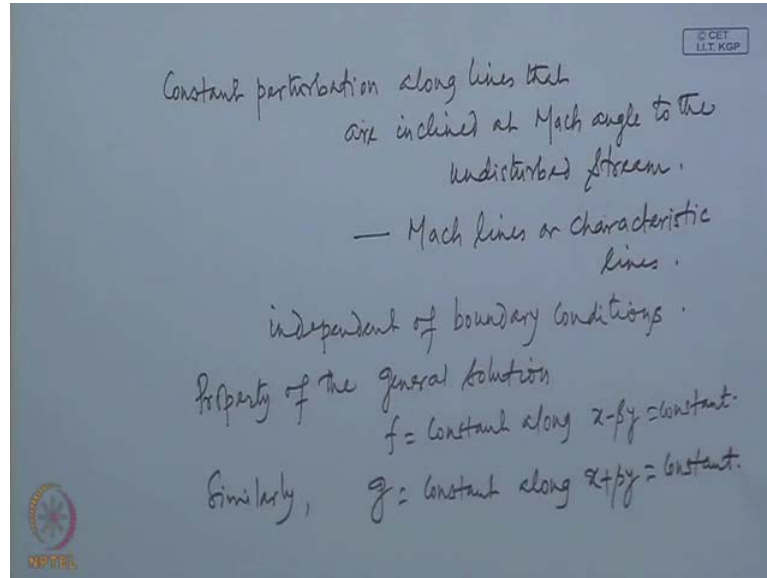 © CET
I.I.T. KGP
Constant perturbation along lines that
are inclined at Mach angle to the
undisturbed stream.
— Mach lines or characteristic
lines.
independent of boundary conditions.
Property of the general solution
f = constant along x-βy = constant.
Similarly, g = constant along x+βy = constant.
NPTEL